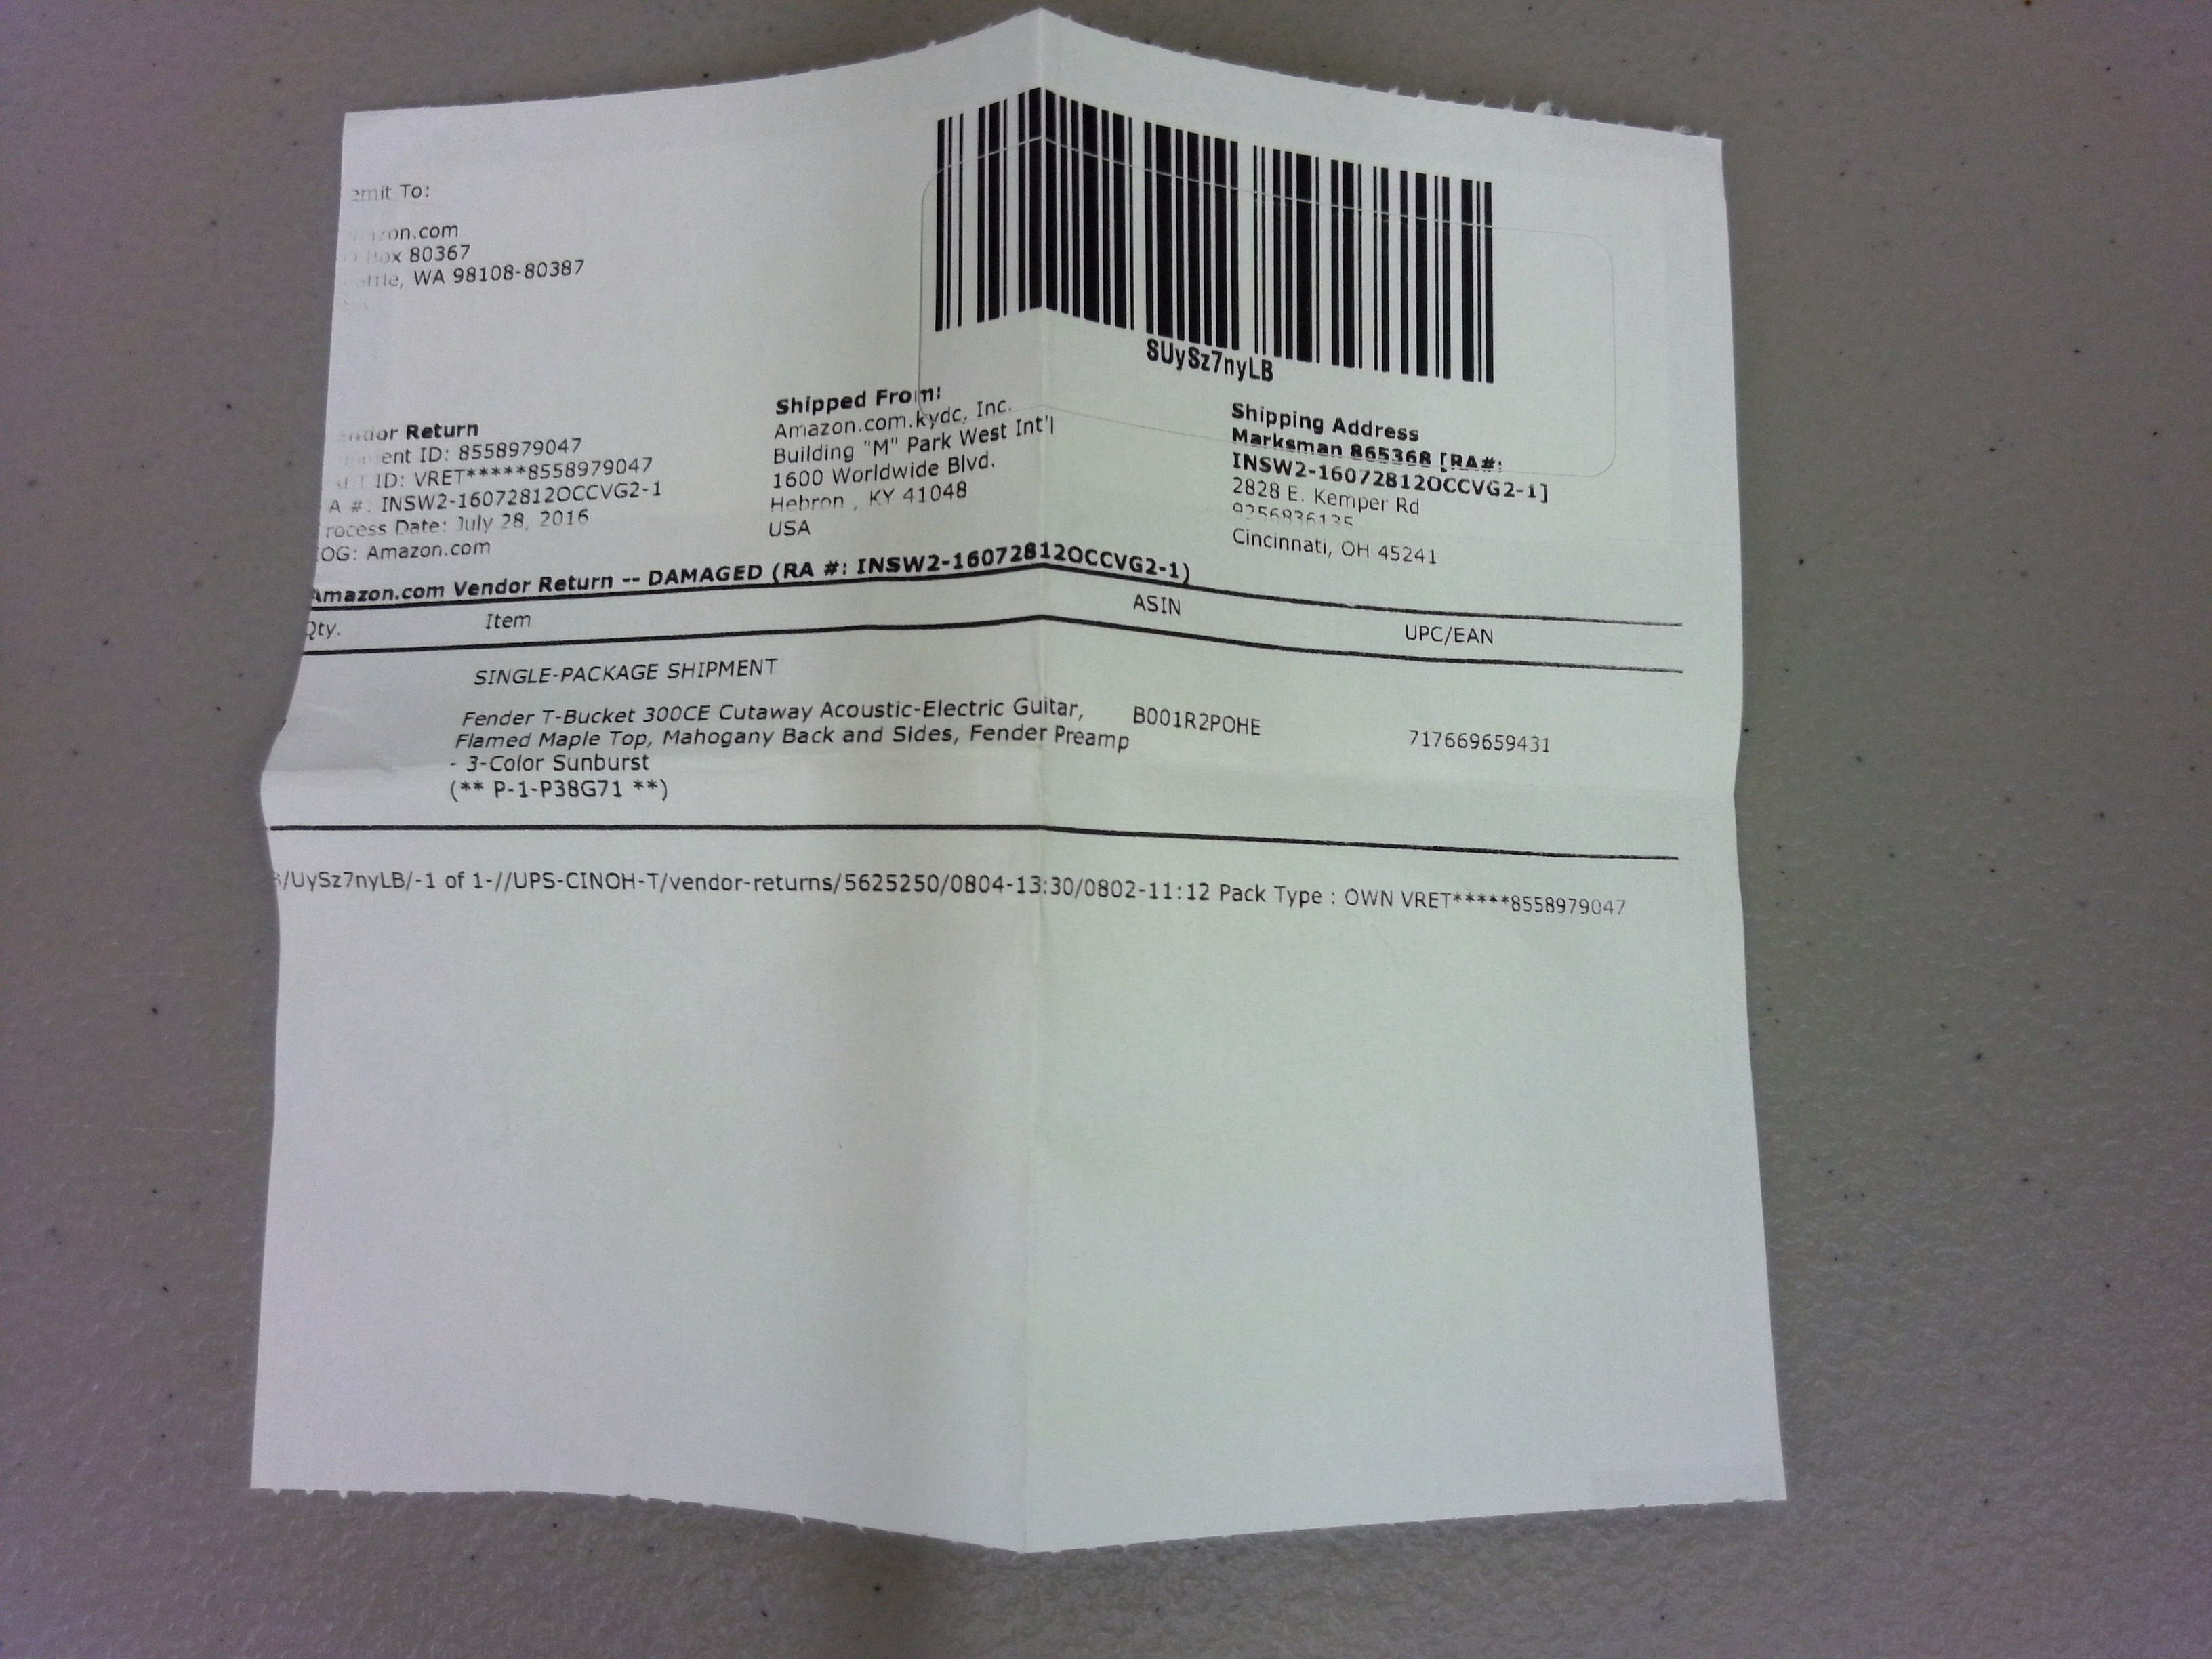 emit To:
zon.com
Box 80367
ttle, WA 98108-80387
SUySz7nyLB
ndor Return
ent ID: 8558979047
ID: VRET*****8558979047
A #: INSW2-16072812OCCVG2-1
rocess Date: July 28, 2016
OG: Amazon.com
Shipped From:
Amazon.com.kydc, Inc.
Building "M" Park West Int'l
1600 Worldwide Blvd.
Hebron , KY 41048
USA
Shipping Address
Marksman 865368 [RA#:
INSW2-16072812OCCVG2-1]
2828 E. Kemper Rd
9256836135
Cincinnati, OH 45241
Amazon.com Vendor Return -- DAMAGED (RA #: INSW2-16072812OCCVG2-1)
Qty. Item ASIN UPC/EAN
SINGLE-PACKAGE SHIPMENT
Fender T-Bucket 300CE Cutaway Acoustic-Electric Guitar, B001R2POHE 717669659431
Flamed Maple Top, Mahogany Back and Sides, Fender Preamp
- 3-Color Sunburst
(** P-1-P38G71 **)
/UySz7nyLB/-1 of 1-//UPS-CINOH-T/vendor-returns/5625250/0804-13:30/0802-11:12 Pack Type : OWN VRET*****8558979047